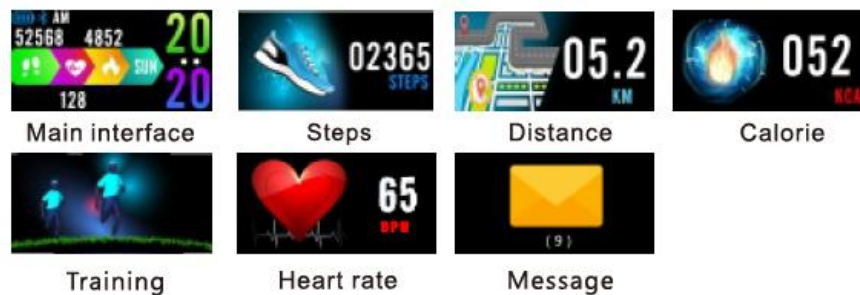 AM
52568 4852
20
SUN
20
128
02365
STEPS
05.2
KM
052
Main interface
Steps
Distance
Calorie
65
BPM
(9)
Training
Heart rate
Message